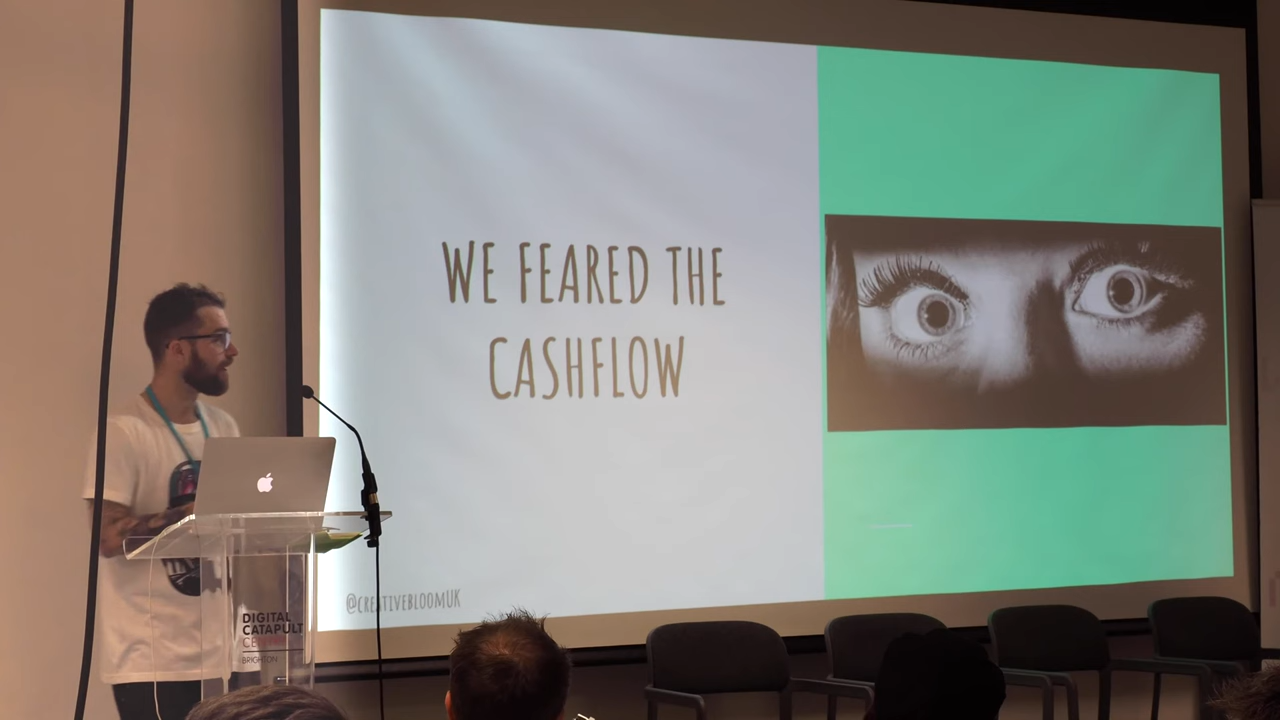 WE FEARED THE
CASHFLOW
@CREATIVEBLOOMUK
DIGITAL
CATAPULT
BRIGHTON